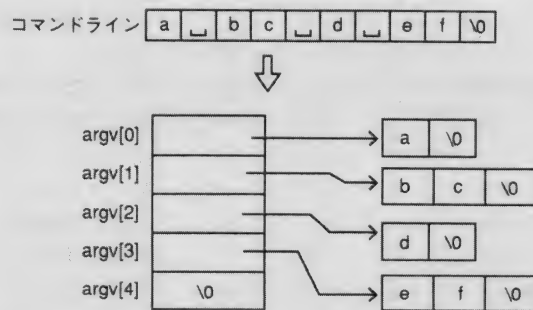 コマンドライン a ␣ b c ␣ d ␣ e f \0
argv[0] a \0
argv[1] b c \0
argv[2] d \0
argv[3] e f \0
argv[4] \0